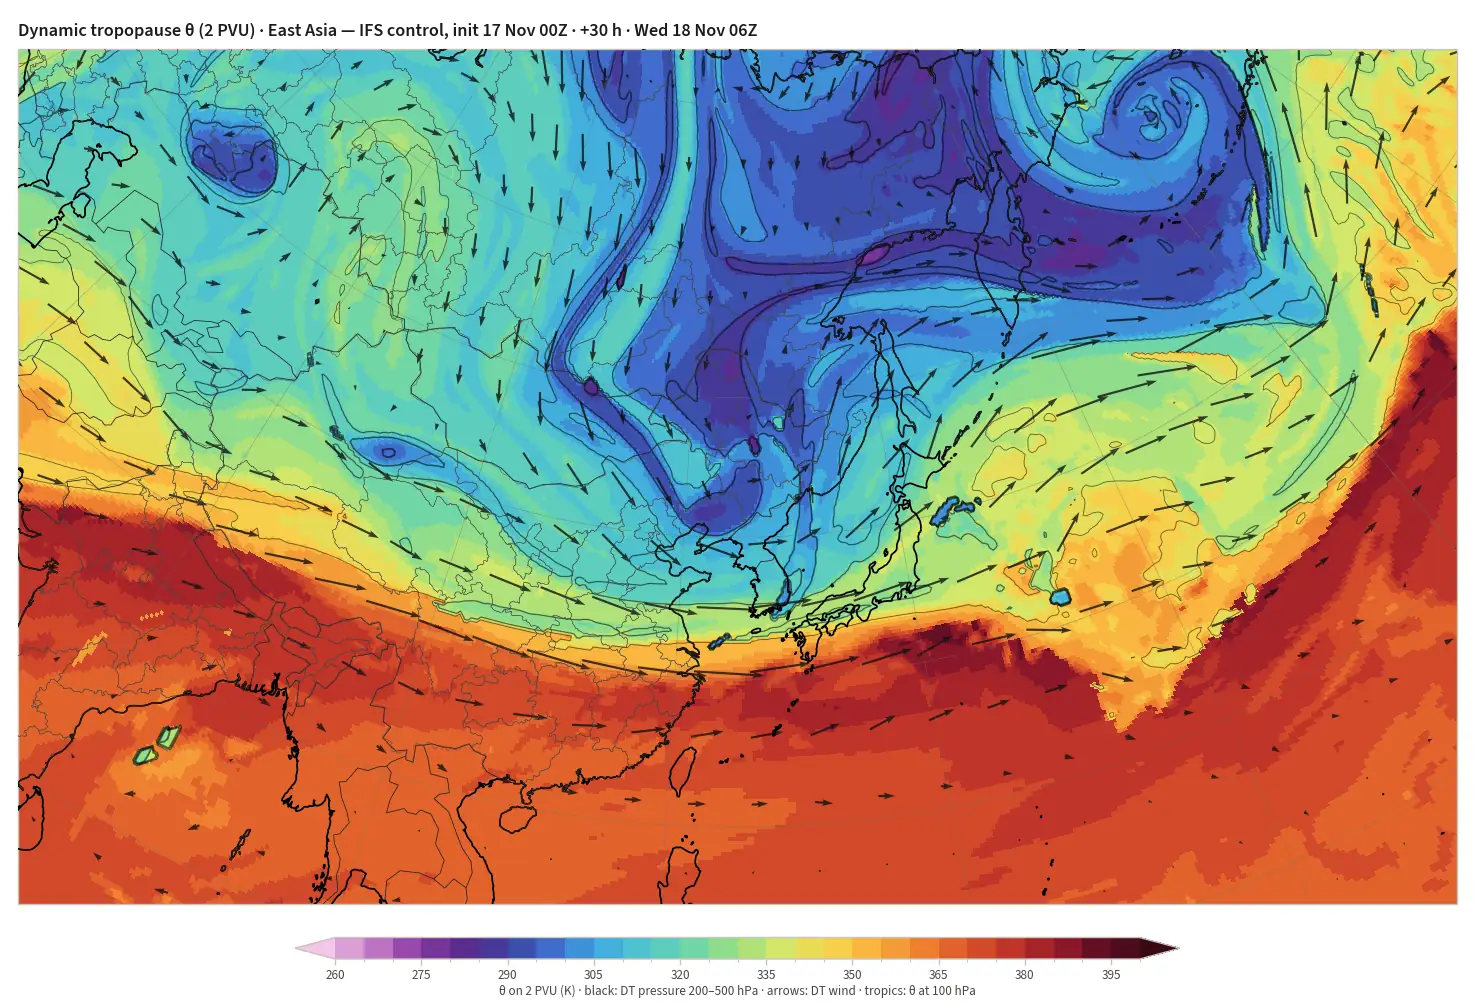 Dynamic tropopause θ (2 PVU) · East Asia — IFS control, init 17 Nov 00Z · +30 h · Wed 18 Nov 06Z
260 275 290 305 320 335 350 365 380 395
θ on 2 PVU (K) · black: DT pressure 200–500 hPa · arrows: DT wind · tropics: θ at 100 hPa